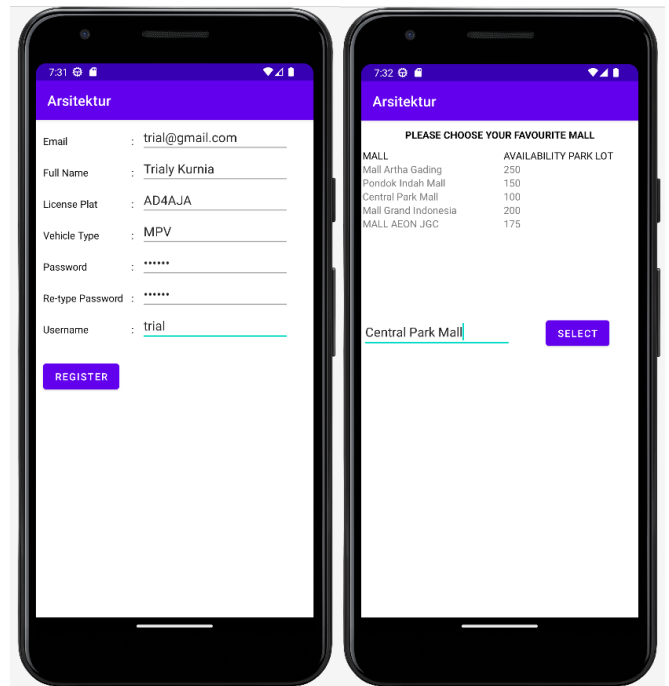 7:31
Arsitektur
Email : trial@gmail.com
Full Name : Trialy Kurnia
License Plat : AD4AJA
Vehicle Type : MPV
Password : ••••••
Re-type Password : ••••••
Username : trial
REGISTER
7:32
Arsitektur
PLEASE CHOOSE YOUR FAVOURITE MALL
MALL AVAILABILITY PARK LOT
Mall Artha Gading 250
Pondok Indah Mall 150
Central Park Mall 100
Mall Grand Indonesia 200
MALL AEON JGC 175
Central Park Mall SELECT